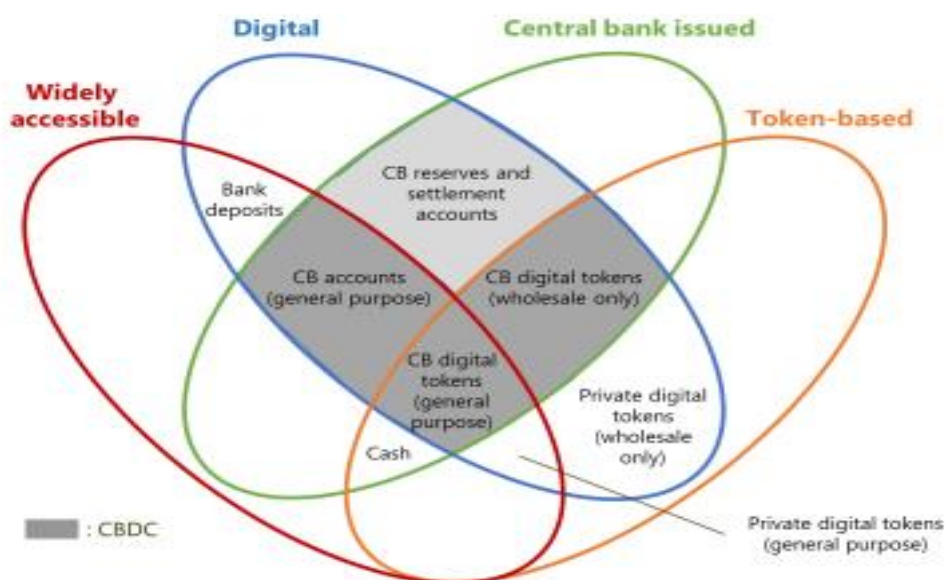 Digital
Central bank issued
Widely
accessible
Token-based
Bank
deposits
CB reserves and
settlement
accounts
CB accounts
(general purpose)
CB digital tokens
(wholesale only)
CB digital
tokens
(general
purpose)
Private digital
tokens
(wholesale
only)
Cash
: CBDC
Private digital tokens
(general purpose)